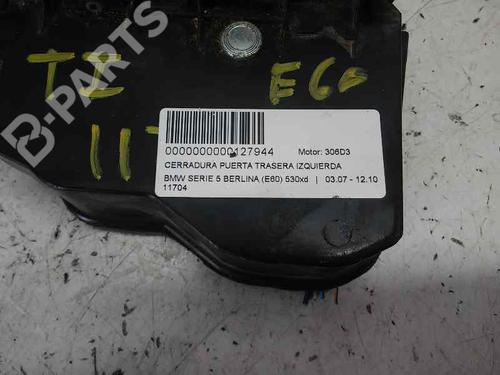 TI
E60
11
0000000000127944 Motor: 306D3
CERRADURA PUERTA TRASERA IZQUIERDA
BMW SERIE 5 BERLINA (E60) 530xd | 03.07 - 12.10
11704
B-PARTS